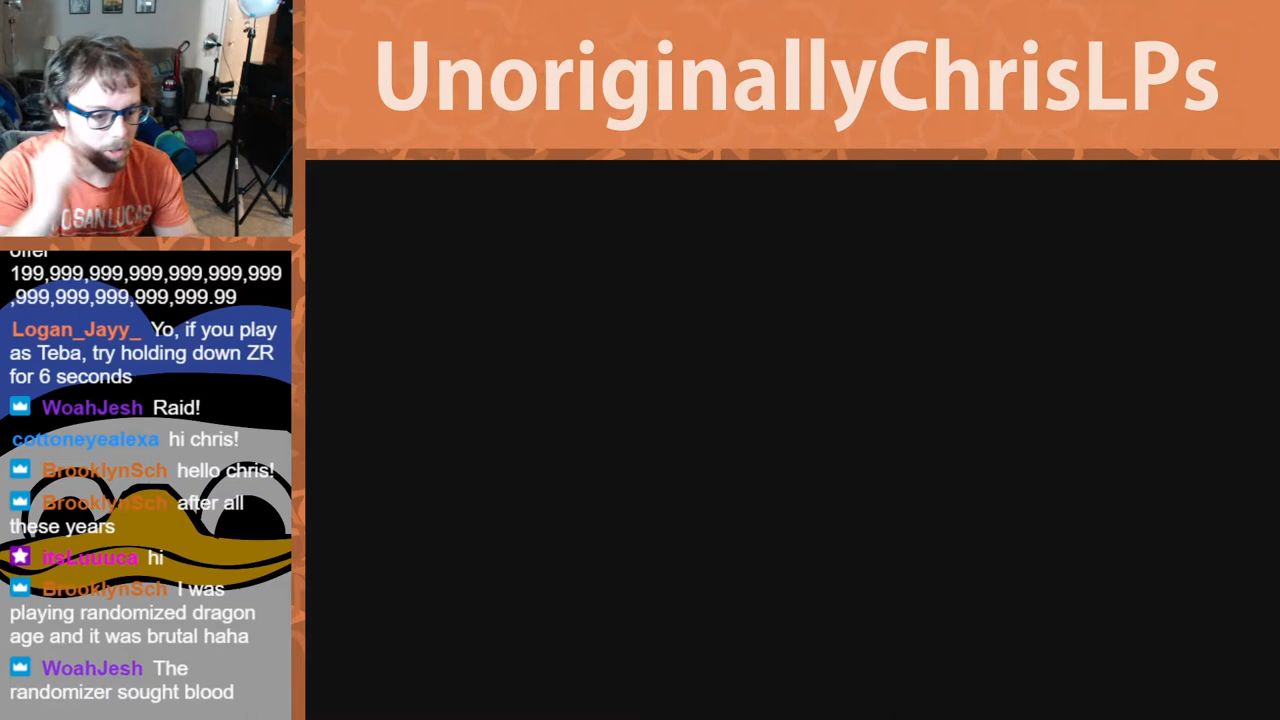 UnoriginallyChrisLPs
O SAN LUCAS
offer
199,999,999,999,999,999,999
,999,999,999,999,999.99
Logan_Jayy_ Yo, if you play
as Teba, try holding down ZR
for 6 seconds
WoahJesh Raid!
cottoneyealexa hi chris!
BrooklynSch hello chris!
BrooklynSch after all
these years
itsLuuuca hi
BrooklynSch I was
playing randomized dragon
age and it was brutal haha
WoahJesh The
randomizer sought blood